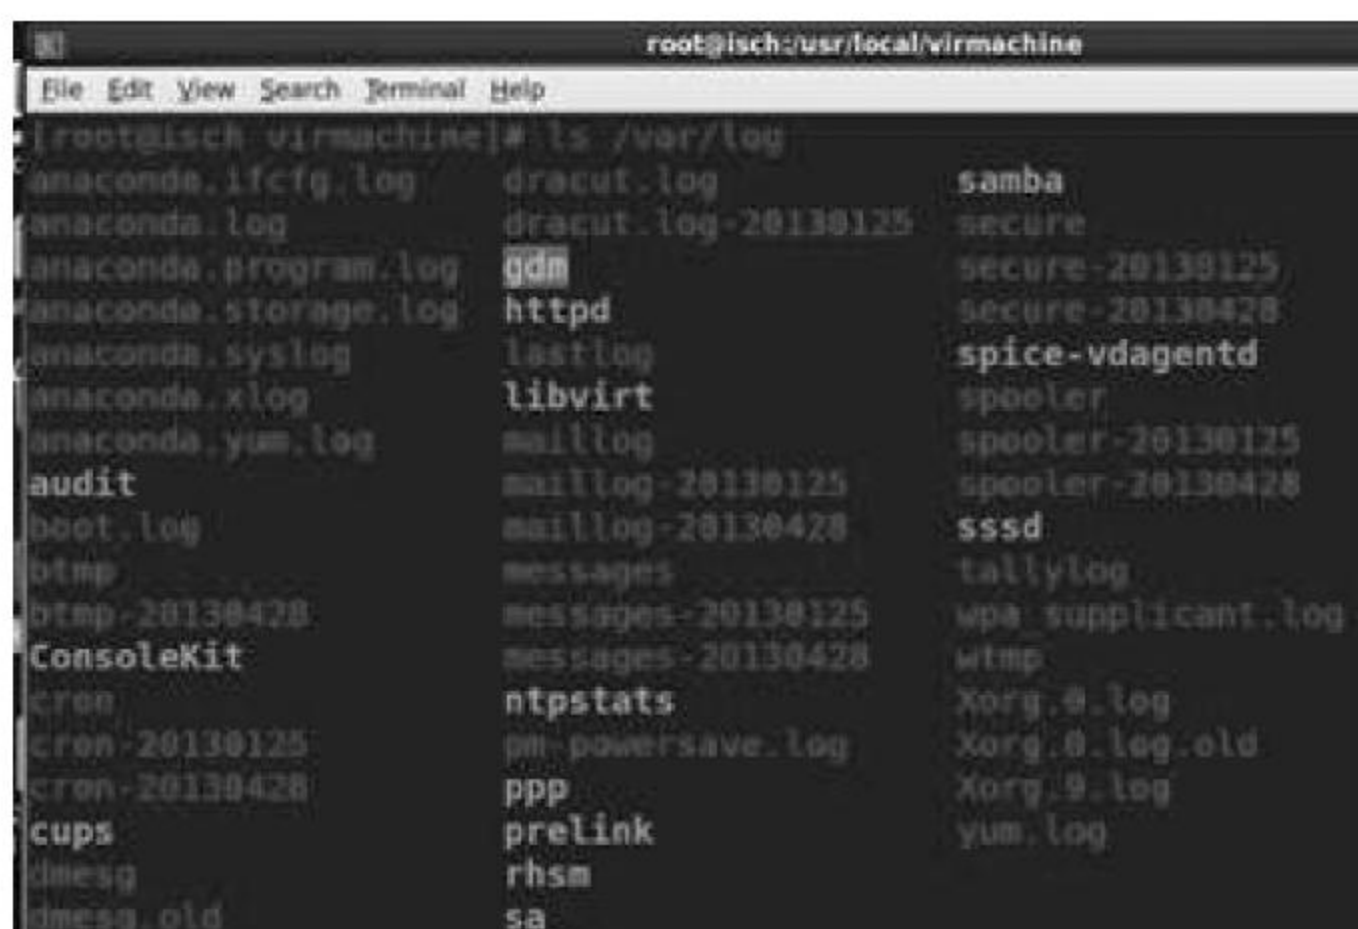 root@isch:/usr/local/virmachine
File Edit View Search Terminal Help
[root@isch virmachine]# ls /var/log
anaconda.ifcfg.log dracut.log samba
anaconda.log dracut.log-20130125 secure
anaconda.program.log gdm secure-20130125
anaconda.storage.log httpd secure-20130428
anaconda.syslog lastlog spice-vdagentd
anaconda.xlog libvirt spooler
anaconda.yum.log maillog spooler-20130125
audit maillog-20130125 spooler-20130428
boot.log maillog-20130428 sssd
btmp messages tallylog
btmp-20130428 messages-20130125 wpa_supplicant.log
ConsoleKit messages-20130428 wtmp
cron ntpstats Xorg.0.log
cron-20130125 pm-powersave.log Xorg.0.log.old
cron-20130428 ppp Xorg.9.log
cups prelink yum.log
dmesg rhsm
dmesg.old sa